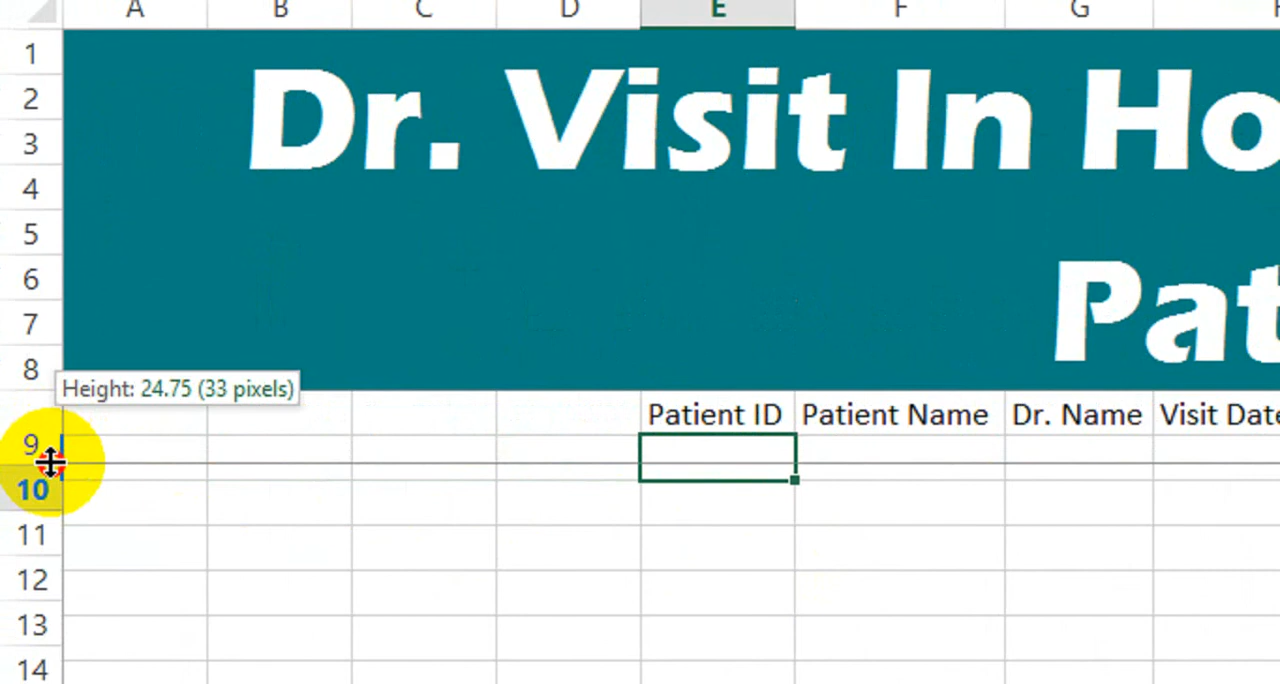 A B C D E F G
1
2
3
4
5
6
7
8
Dr. Visit In Ho
Pat
Height: 24.75 (33 pixels)
9 Patient ID Patient Name Dr. Name Visit Date
10
11
12
13
14